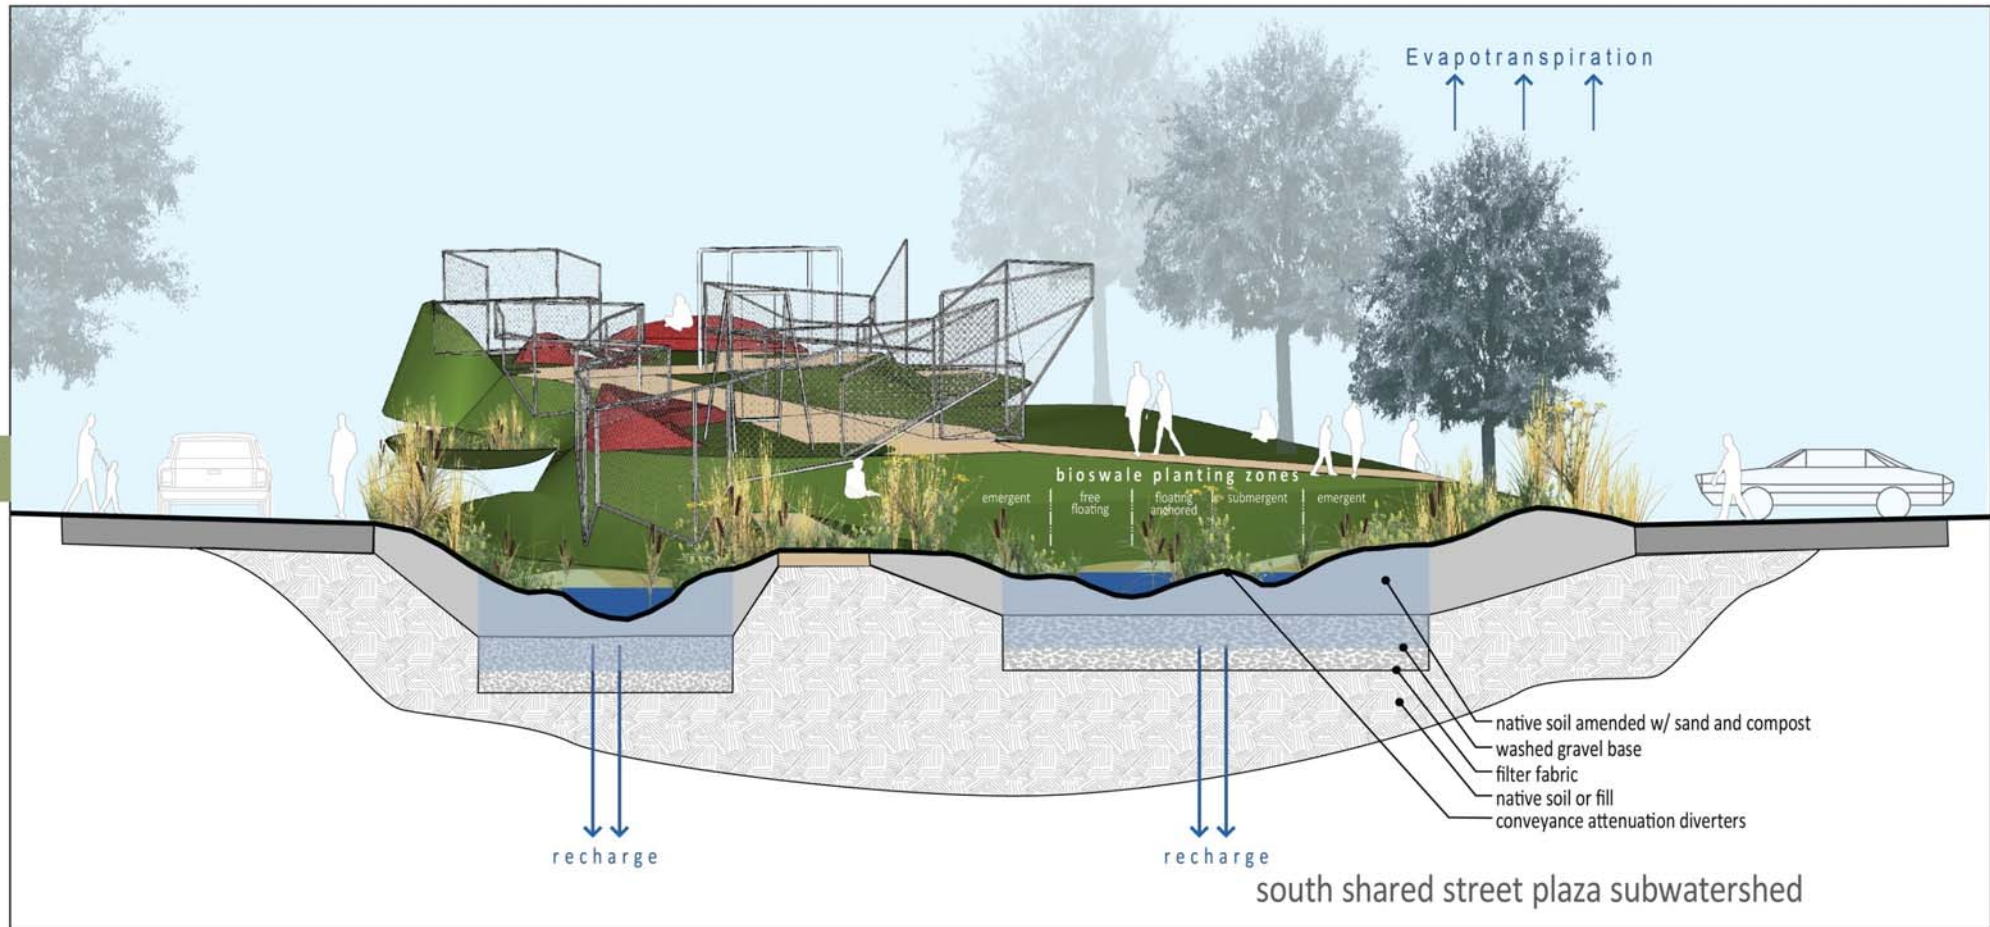 Evapotranspiration
bioswale planting zones
emergent
free
floating
floating
anchored
submergent
emergent
native soil amended w/ sand and compost
washed gravel base
filter fabric
native soil or fill
conveyance attenuation diverters
recharge
recharge
south shared street plaza subwatershed